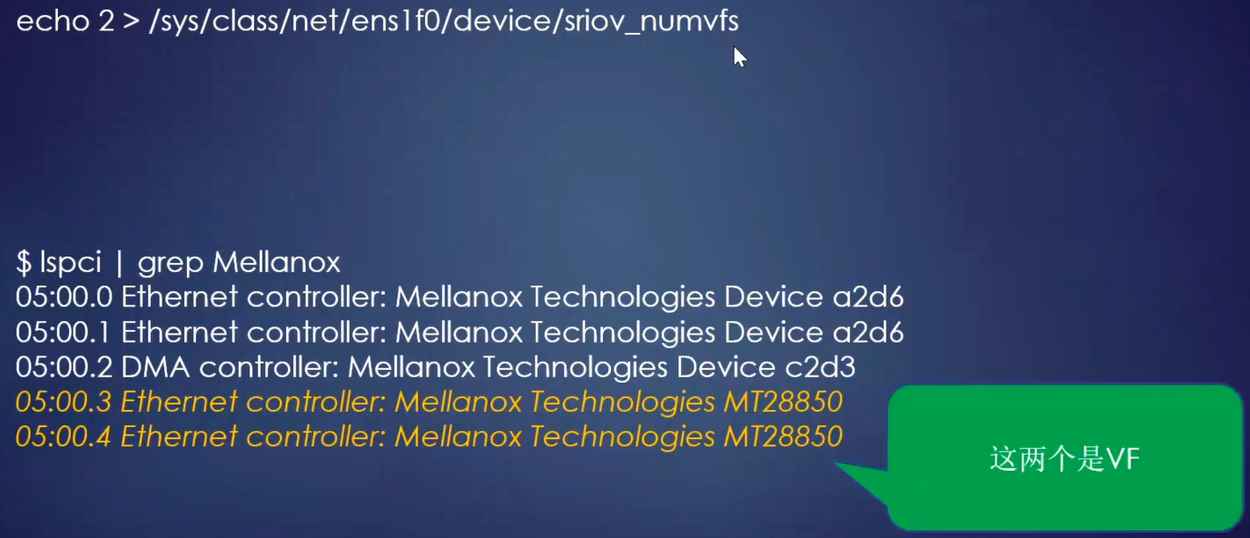 echo 2 > /sys/class/net/ens1f0/device/sriov_numvfs
$ lspci | grep Mellanox
05:00.0 Ethernet controller: Mellanox Technologies Device a2d6
05:00.1 Ethernet controller: Mellanox Technologies Device a2d6
05:00.2 DMA controller: Mellanox Technologies Device c2d3
05:00.3 Ethernet controller: Mellanox Technologies MT28850
05:00.4 Ethernet controller: Mellanox Technologies MT28850
这两个是VF